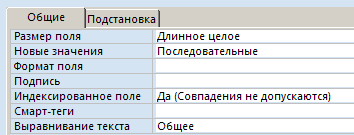 Общие Подстановка
Размер поля Длинное целое
Новые значения Последовательные
Формат поля
Подпись
Индексированное поле Да (Совпадения не допускаются)
Смарт-теги
Выравнивание текста Общее